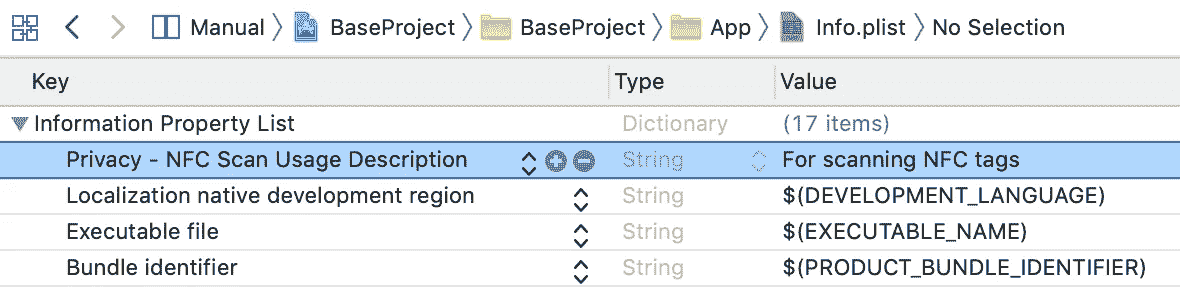 Manual BaseProject BaseProject App Info.plist No Selection
Key Type Value
Information Property List Dictionary (17 items)
Privacy - NFC Scan Usage Description String For scanning NFC tags
Localization native development region String $(DEVELOPMENT_LANGUAGE)
Executable file String $(EXECUTABLE_NAME)
Bundle identifier String $(PRODUCT_BUNDLE_IDENTIFIER)